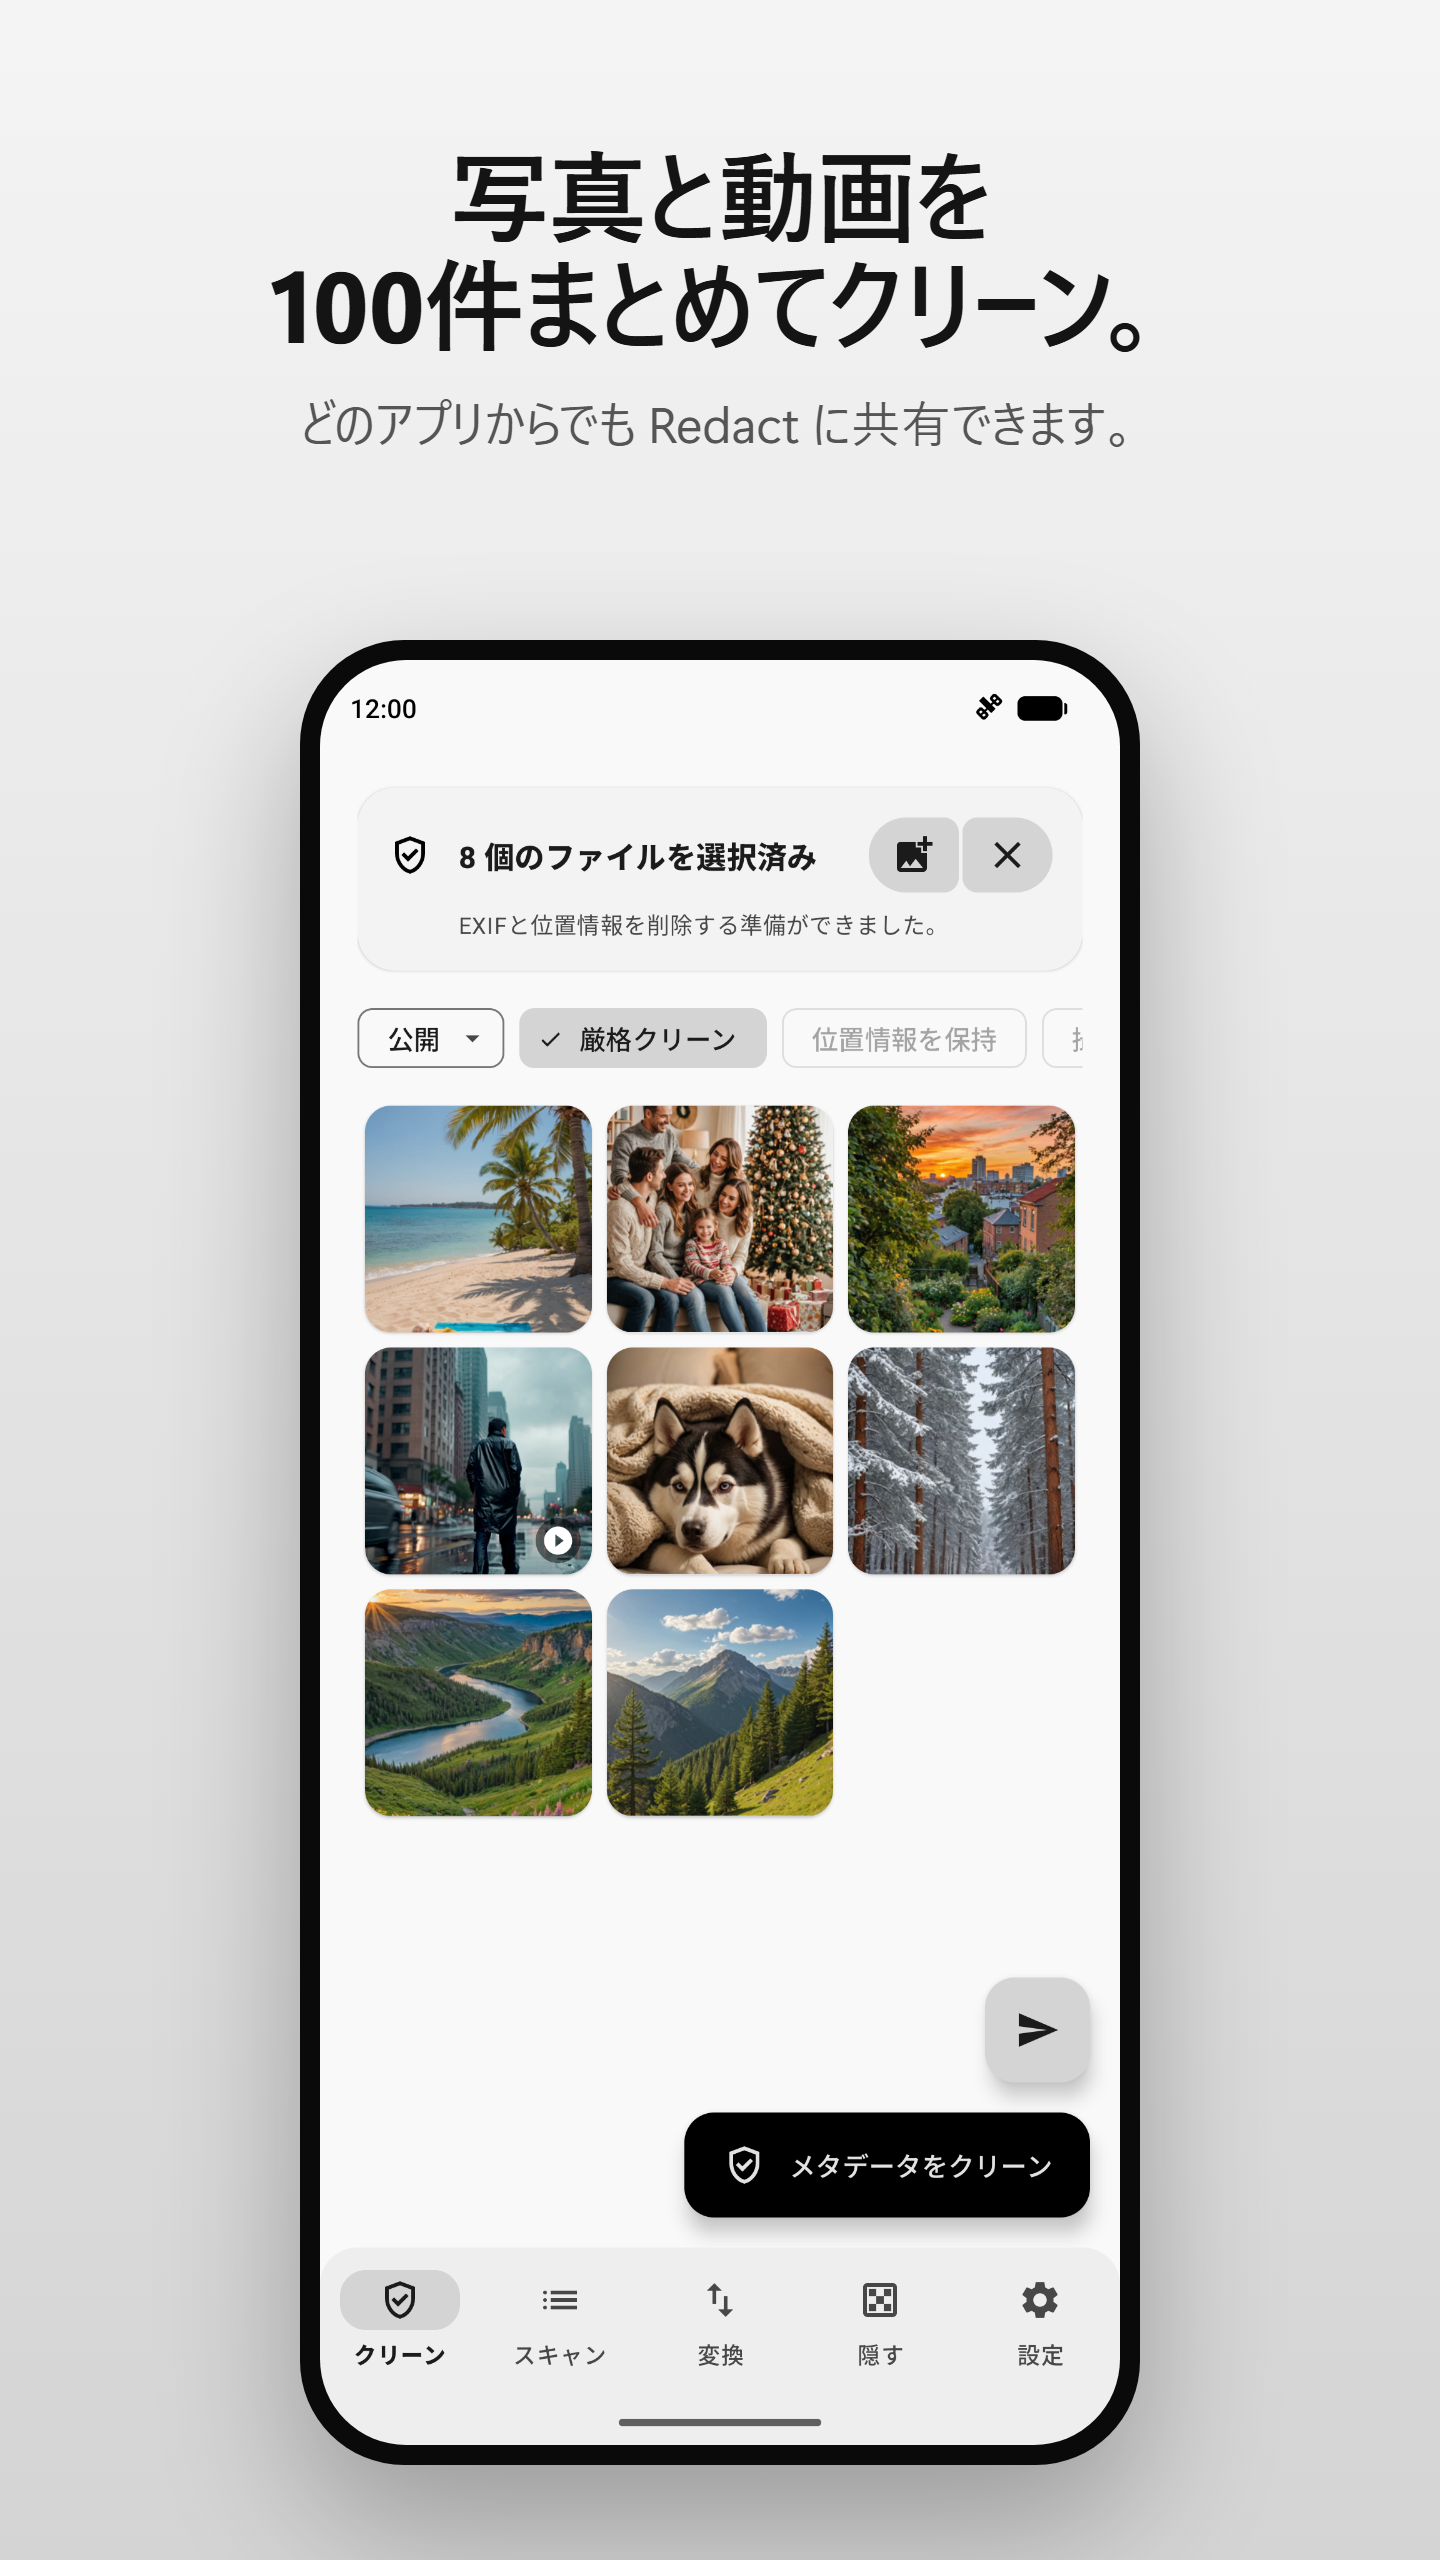 写真と動画を
100件まとめてクリーン。
どのアプリからでも Redact に共有できます。
12:00
8 個のファイルを選択済み
EXIFと位置情報を削除する準備ができました。
公開
厳格クリーン
位置情報を保持
メタデータをクリーン
クリーン
スキャン
変換
隠す
設定